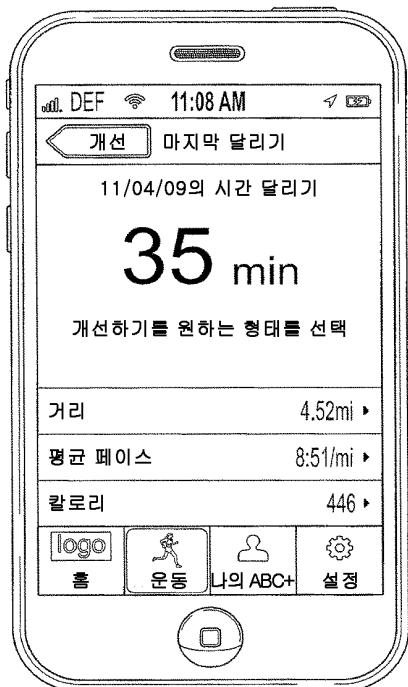 DEF 11:08 AM
개선 마지막 달리기
11/04/09의 시간 달리기
35 min
개선하기를 원하는 형태를 선택
거리 4.52mi
평균 페이스 8:51/mi
칼로리 446
logo
홈 운동 나의 ABC+ 설정